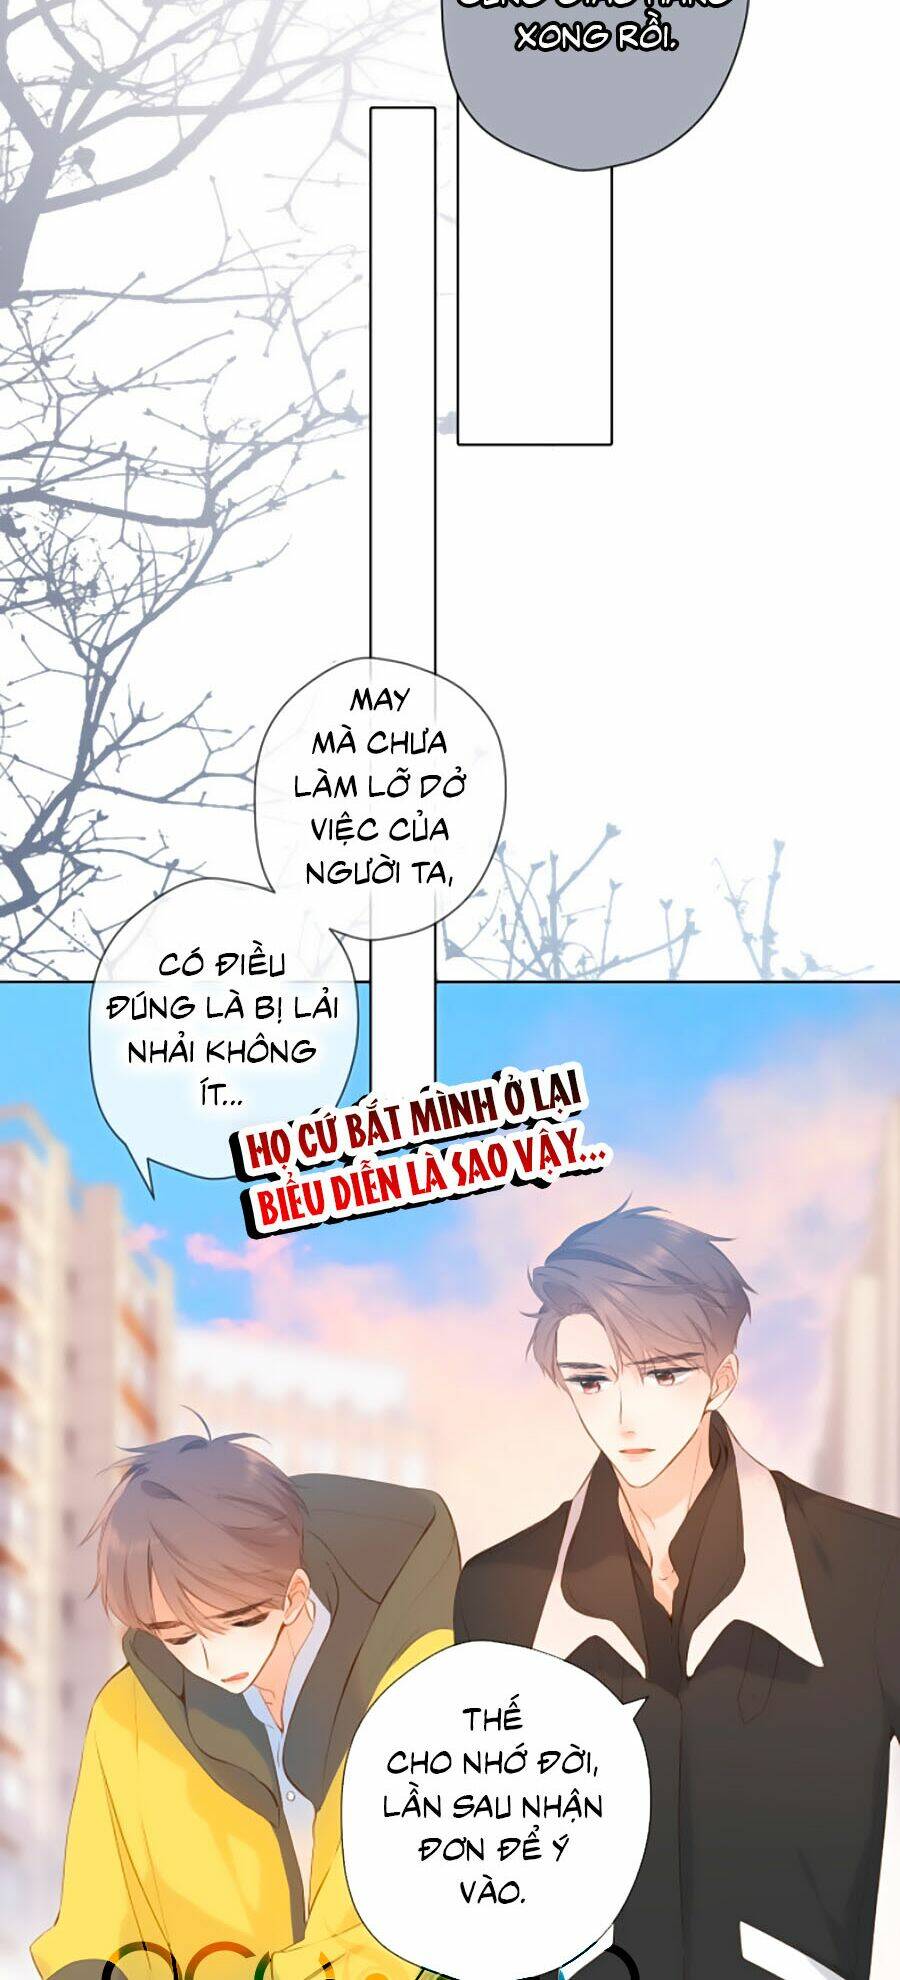 XONG RỒI.
MAY
MÀ CHƯA
LÀM LỠ DỞ
VIỆC CỦA
NGƯỜI TA,
CÓ ĐIỀU
ĐÚNG LÀ BỊ LẢI
NHẢI KHÔNG
ÍT...
HỌ CỨ BẮT MÌNH Ở LẠI
BIỂU DIỄN LÀ SAO VẬY...
THẾ
CHO NHỚ ĐỜI,
LẦN SAU NHẬN
ĐƠN ĐỂ Ý
VÀO.